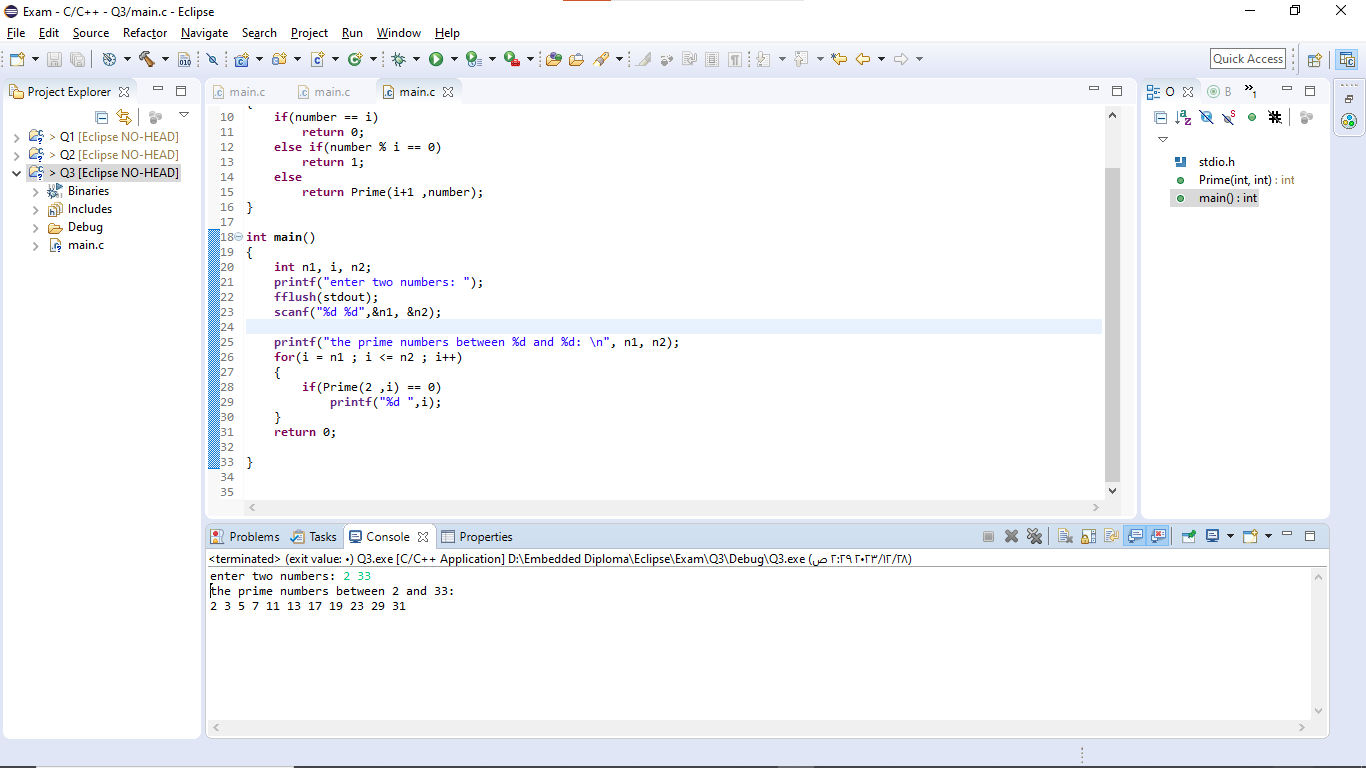 Exam - C/C++ - Q3/main.c - Eclipse
File Edit Source Refactor Navigate Search Project Run Window Help
Quick Access
Project Explorer
> Q1 [Eclipse NO-HEAD]
> Q2 [Eclipse NO-HEAD]
> Q3 [Eclipse NO-HEAD]
Binaries
Includes
Debug
main.c
main.c main.c main.c
10 if(number == i)
11 return 0;
12 else if(number % i == 0)
13 return 1;
14 else
15 return Prime(i+1 ,number);
16 }
17
18 int main()
19 {
20 int n1, i, n2;
21 printf("enter two numbers: ");
22 fflush(stdout);
23 scanf("%d %d",&n1, &n2);
24
25 printf("the prime numbers between %d and %d: \n", n1, n2);
26 for(i = n1 ; i <= n2 ; i++)
27 {
28 if(Prime(2 ,i) == 0)
29 printf("%d ",i);
30 }
31 return 0;
32
33 }
34
35
O B »1
stdio.h
Prime(int, int) : int
main() : int
Problems Tasks Console Properties
<terminated> (exit value: ٠) Q3.exe [C/C++ Application] D:\Embedded Diploma\Eclipse\Exam\Q3\Debug\Q3.exe (٢٠٢٣/١٢/٢٨ ٢:٢٩ ص)
enter two numbers: 2 33
the prime numbers between 2 and 33:
2 3 5 7 11 13 17 19 23 29 31